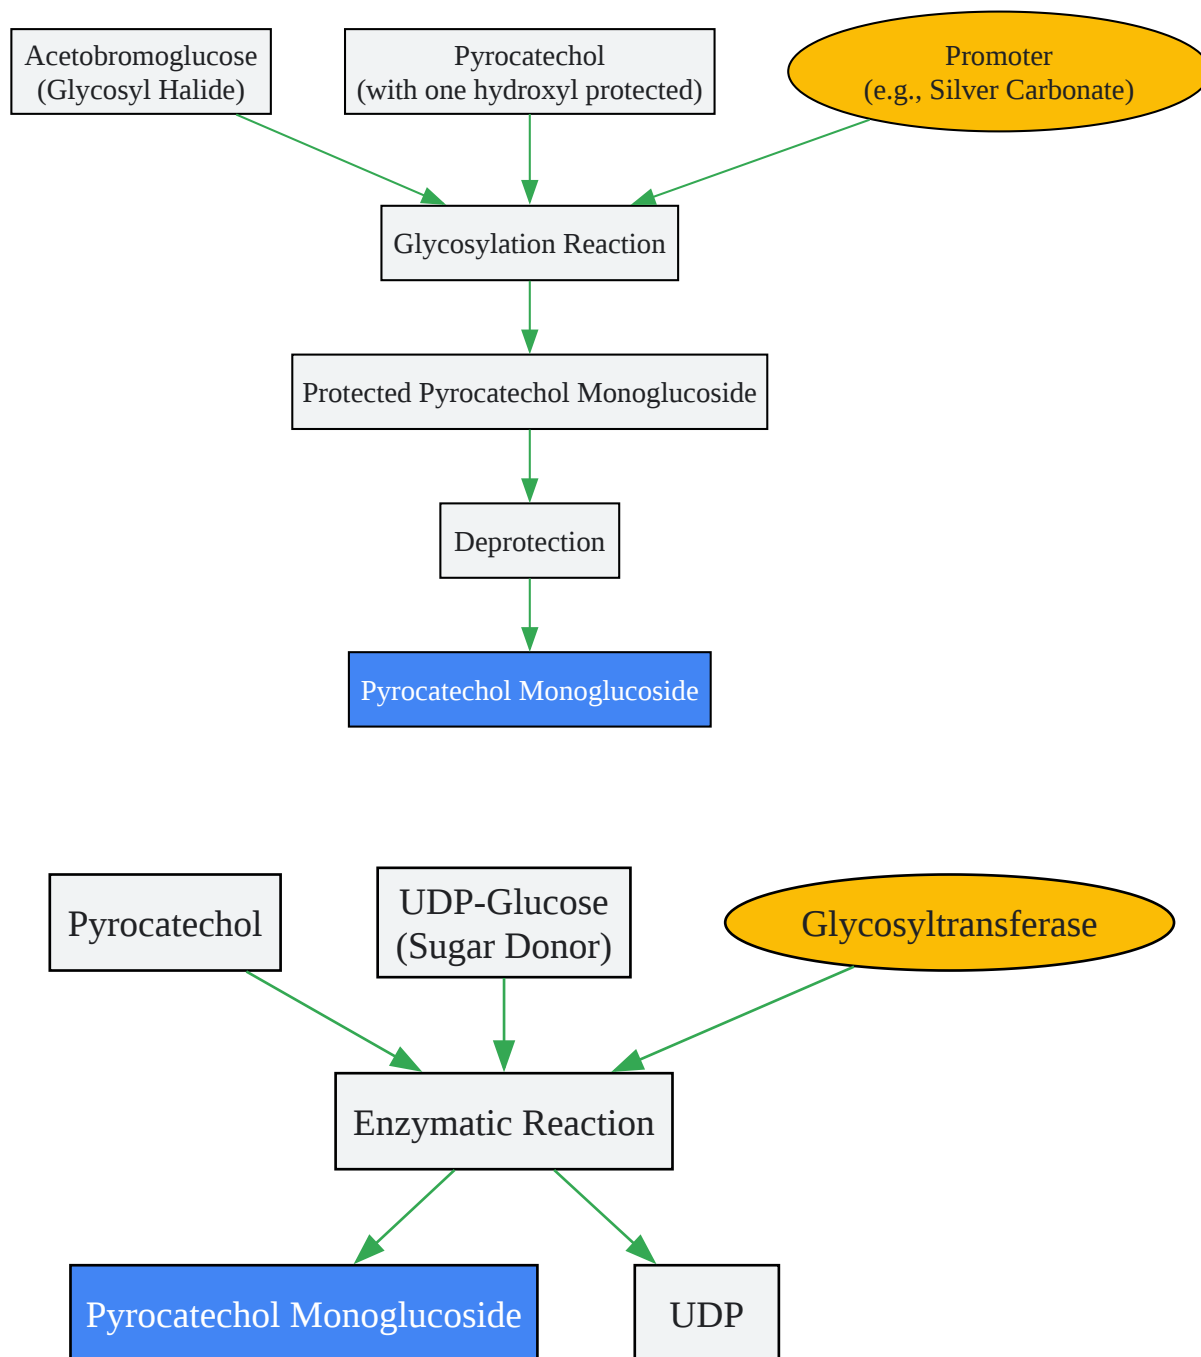 Acetobromoglucose
(Glycosyl Halide)
Pyrocatechol
(with one hydroxyl protected)
Promoter
(e.g., Silver Carbonate)
Glycosylation Reaction
Protected Pyrocatechol Monoglucoside
Deprotection
Pyrocatechol Monoglucoside
Pyrocatechol
UDP-Glucose
(Sugar Donor)
Glycosyltransferase
Enzymatic Reaction
Pyrocatechol Monoglucoside
UDP